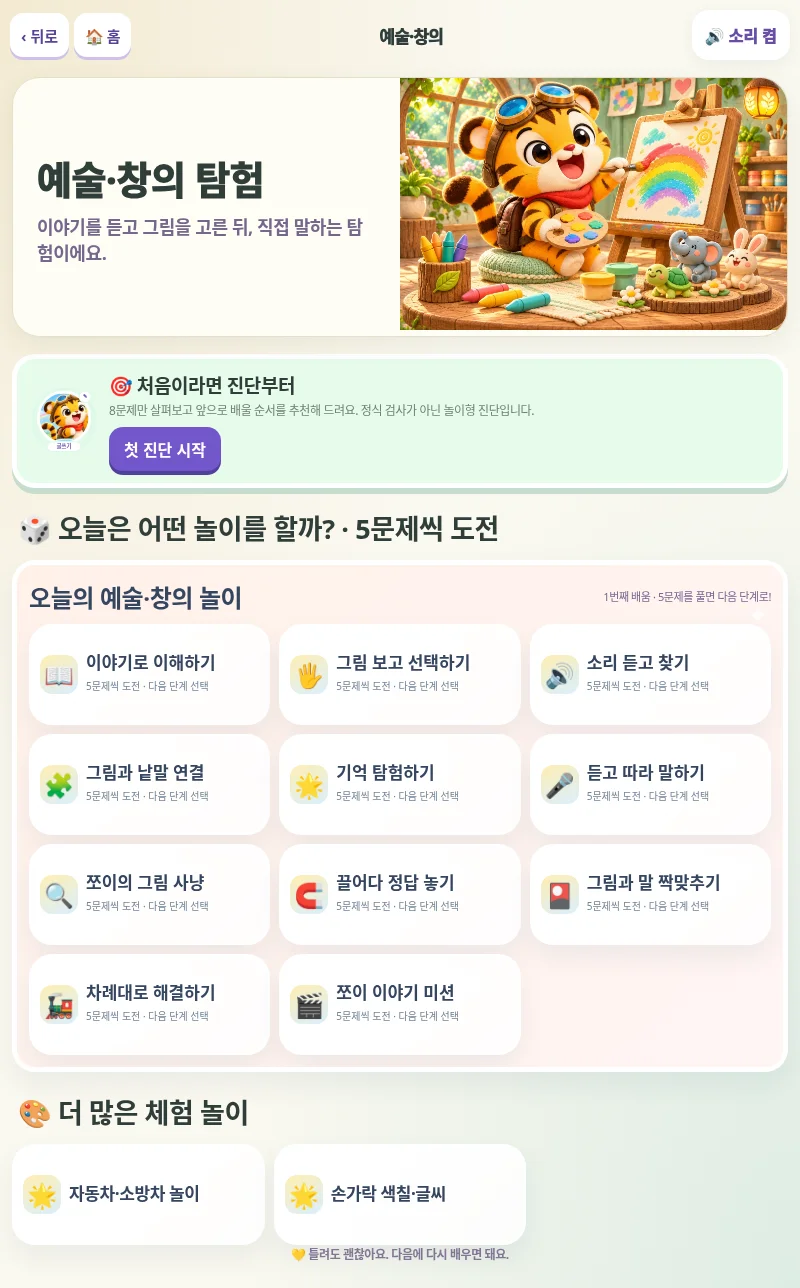 ‹ 뒤로
🏠 홈
예술·창의
🔊 소리 켬
예술·창의 탐험
이야기를 듣고 그림을 고른 뒤, 직접 말하는 탐
험이에요.
🎯 처음이라면 진단부터
8문제만 살펴보고 앞으로 배울 순서를 추천해 드려요. 정식 검사가 아닌 놀이형 진단입니다.
글쓰기
첫 진단 시작
🎲 오늘은 어떤 놀이를 할까? · 5문제씩 도전
오늘의 예술·창의 놀이
1번째 배움 · 5문제를 풀면 다음 단계로!
이야기로 이해하기
5문제씩 도전 · 다음 단계 선택
그림 보고 선택하기
5문제씩 도전 · 다음 단계 선택
소리 듣고 찾기
5문제씩 도전 · 다음 단계 선택
그림과 낱말 연결
5문제씩 도전 · 다음 단계 선택
기억 탐험하기
5문제씩 도전 · 다음 단계 선택
듣고 따라 말하기
5문제씩 도전 · 다음 단계 선택
쪼이의 그림 사냥
5문제씩 도전 · 다음 단계 선택
끌어다 정답 놓기
5문제씩 도전 · 다음 단계 선택
그림과 말 짝맞추기
5문제씩 도전 · 다음 단계 선택
차례대로 해결하기
5문제씩 도전 · 다음 단계 선택
쪼이 이야기 미션
5문제씩 도전 · 다음 단계 선택
🎨 더 많은 체험 놀이
자동차·소방차 놀이
손가락 색칠·글씨
💛 틀려도 괜찮아요. 다음에 다시 배우면 돼요.